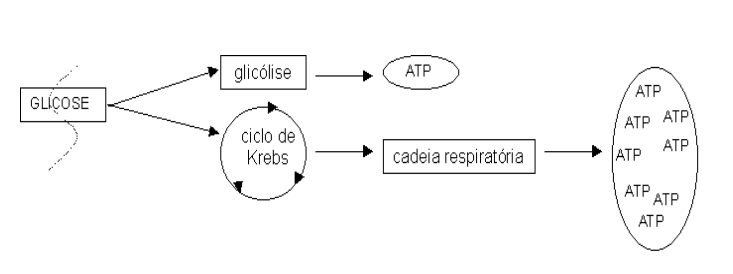 GLICOSE
glicólise
ATP
ciclo de
Krebs
cadeia respiratória
ATP
ATP
ATP
ATP
ATP
ATP
ATP
ATP